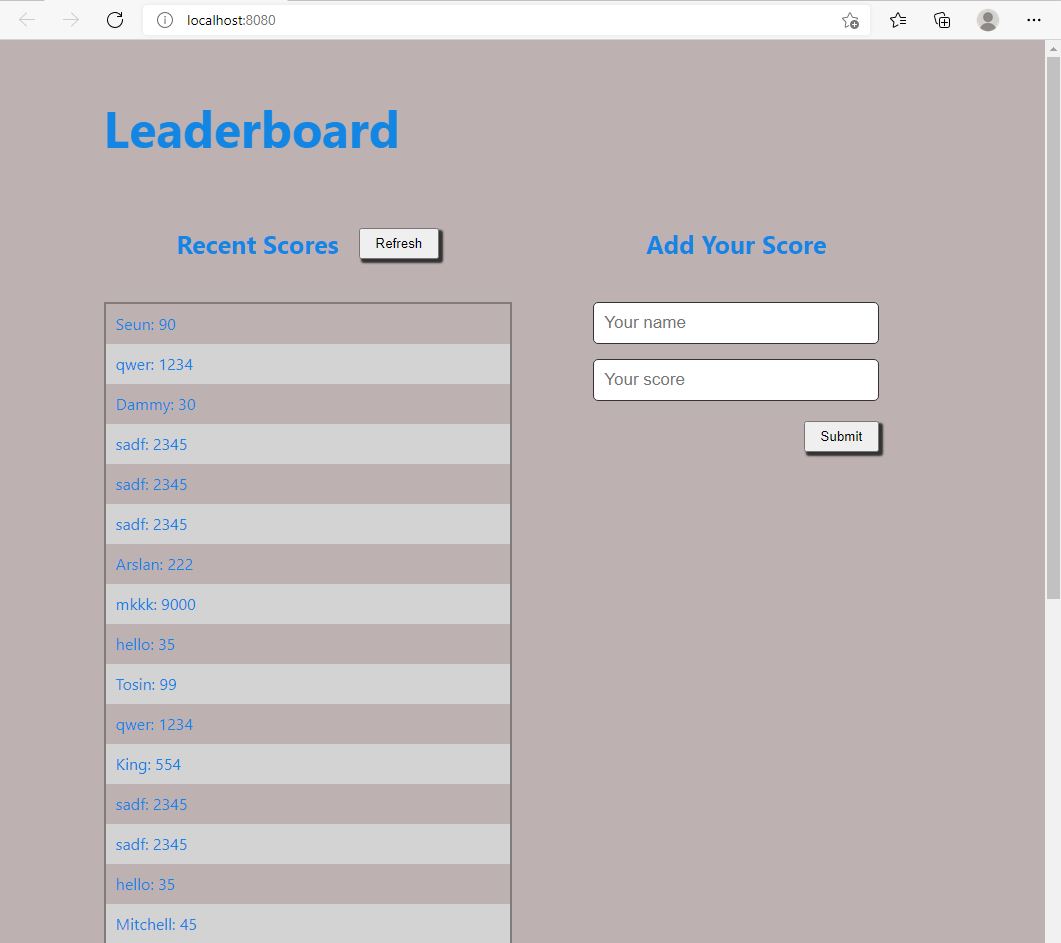 localhost:8080
Leaderboard
Recent Scores
Refresh
Seun: 90
qwer: 1234
Dammy: 30
sadf: 2345
sadf: 2345
sadf: 2345
Arslan: 222
mkkk: 9000
hello: 35
Tosin: 99
qwer: 1234
King: 554
sadf: 2345
sadf: 2345
hello: 35
Mitchell: 45
Add Your Score
Your name
Your score
Submit